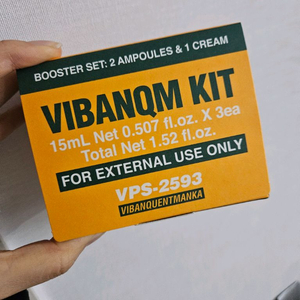 BOOSTER SET: 2 AMPOULES & 1 CREAM
VIBANQM KIT
15mL Net 0.507 fl.oz. X 3ea
Total Net 1.52 fl.oz.
FOR EXTERNAL USE ONLY
VPS-2593
VIBANQUENTMANKA